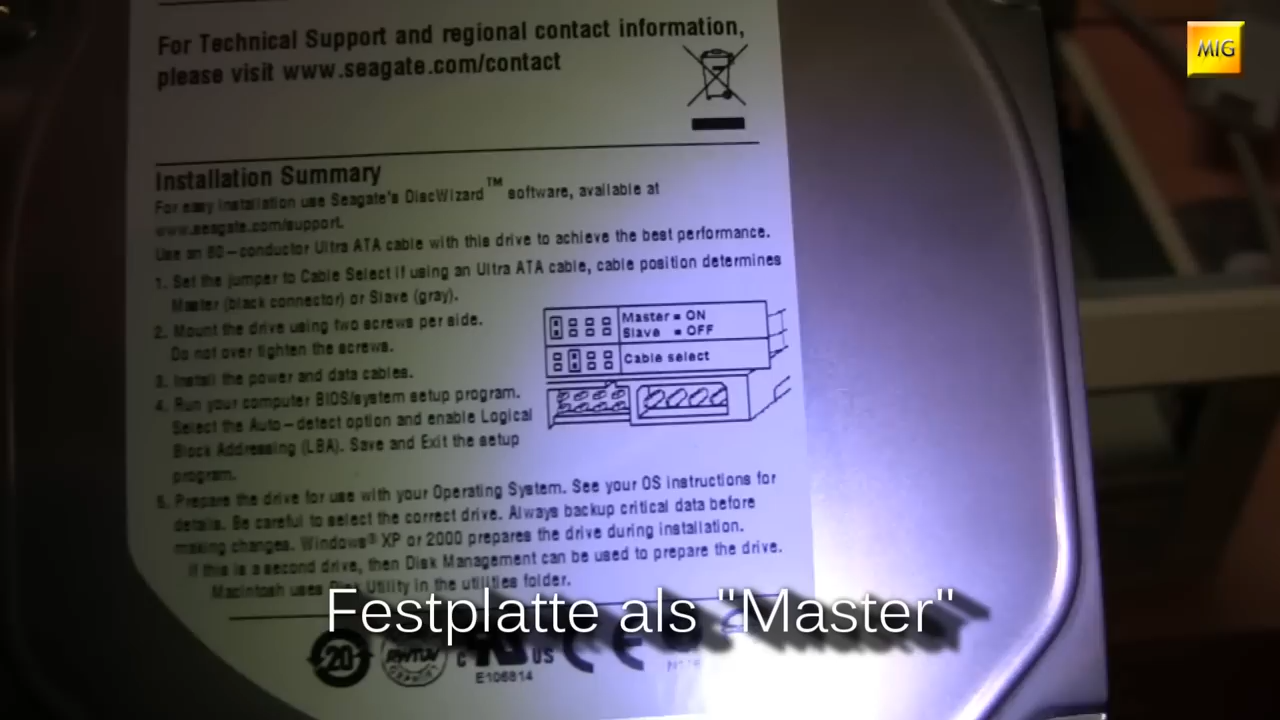 For Technical Support and regional contact information,
please visit www.seagate.com/contact
MIG
Installation Summary
For easy installation use Seagate's DiscWizard™ software, available at
www.seagate.com/support.
Use an 80-conductor Ultra ATA cable with this drive to achieve the best performance.
1. Set the jumper to Cable Select if using an Ultra ATA cable, cable position determines
Master (black connector) or Slave (gray).
2. Mount the drive using two screws per side.
Do not over tighten the screws.
3. Install the power and data cables.
4. Run your computer BIOS/system setup program.
Select the Auto-detect option and enable Logical
Block Addressing (LBA). Save and Exit the setup
program.
Master = ON
Slave = OFF
Cable select
5. Prepare the drive for use with your Operating System. See your OS instructions for
details. Be careful to select the correct drive. Always backup critical data before
making changes. Windows® XP or 2000 prepares the drive during installation.
If this is a second drive, then Disk Management can be used to prepare the drive.
Macintosh uses Disk Utility in the utilities folder.
Festplatte als "Master"
20
RWTÜV
C US
CE
E106814